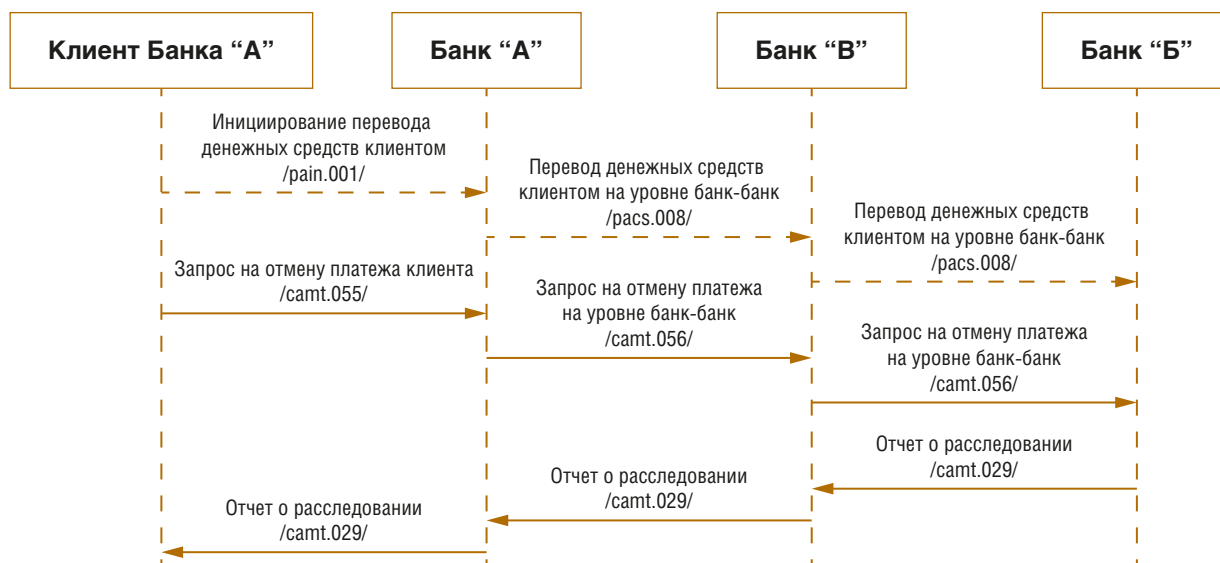 Клиент Банка “А”
Банк “А”
Банк “В”
Банк “Б”
Инициирование перевода
денежных средств клиентом
/pain.001/
Перевод денежных средств
клиентом на уровне банк-банк
/pacs.008/
Перевод денежных средств
клиентом на уровне банк-банк
/pacs.008/
Запрос на отмену платежа клиента
/camt.055/
Запрос на отмену платежа
на уровне банк-банк
/camt.056/
Запрос на отмену платежа
на уровне банк-банк
/camt.056/
Отчет о расследовании
/camt.029/
Отчет о расследовании
/camt.029/
Отчет о расследовании
/camt.029/